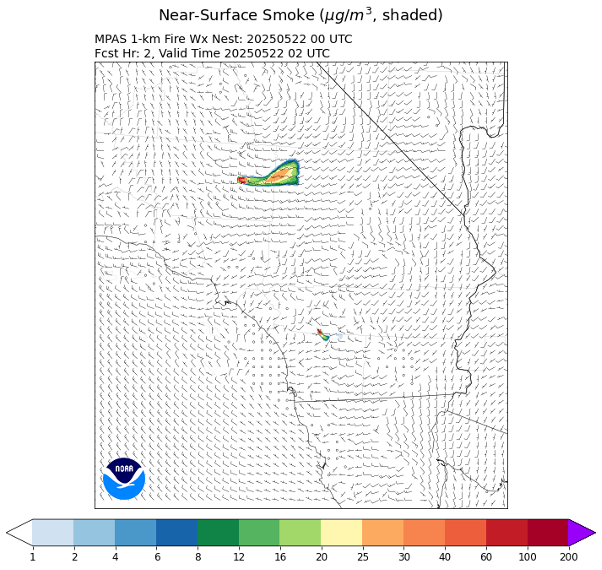 Near-Surface Smoke (μg/m³, shaded)
MPAS 1-km Fire Wx Nest: 20250522 00 UTC
Fcst Hr: 2, Valid Time 20250522 02 UTC
NOAA
1 2 4 6 8 12 16 20 25 30 40 60 100 200